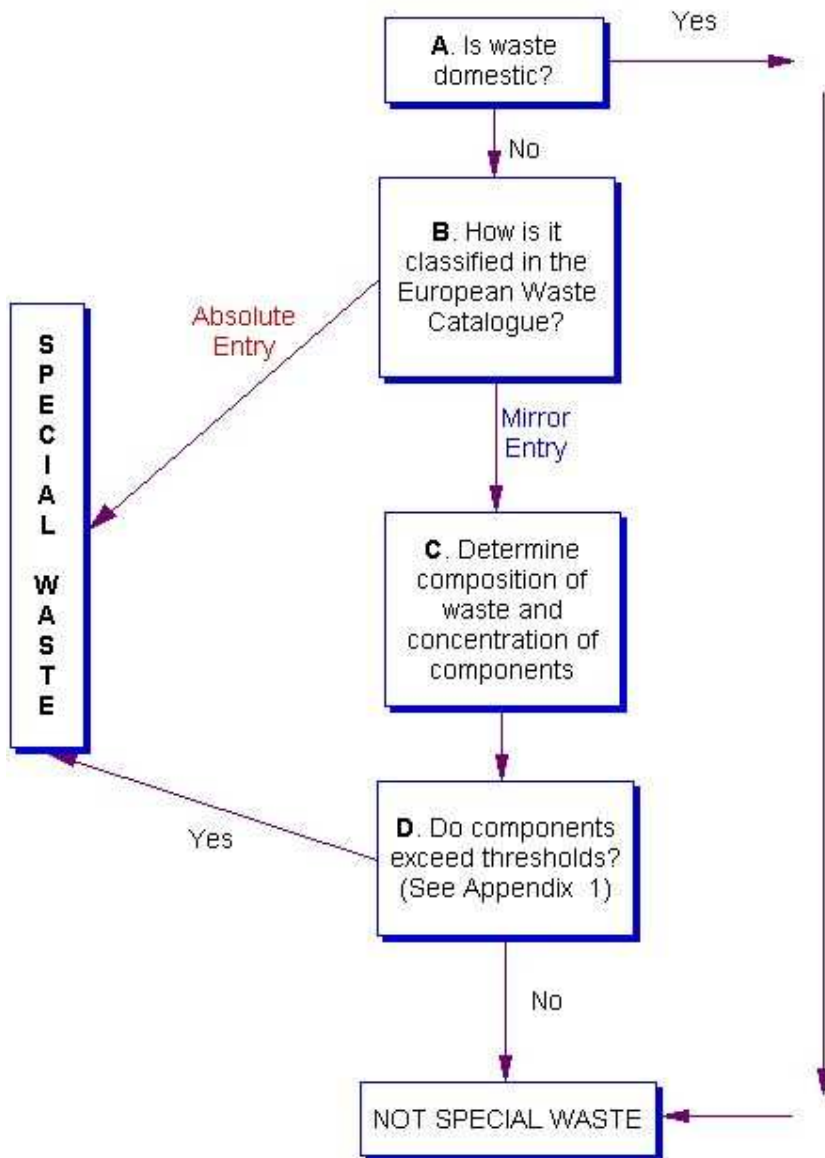 Yes
A. Is waste
domestic?
No
B. How is it
classified in the
European Waste
Catalogue?
Absolute
Entry
SPECIAL WASTE
Mirror
Entry
C. Determine
composition of
waste and
concentration of
components
D. Do components
exceed thresholds?
(See Appendix 1)
Yes
No
NOT SPECIAL WASTE